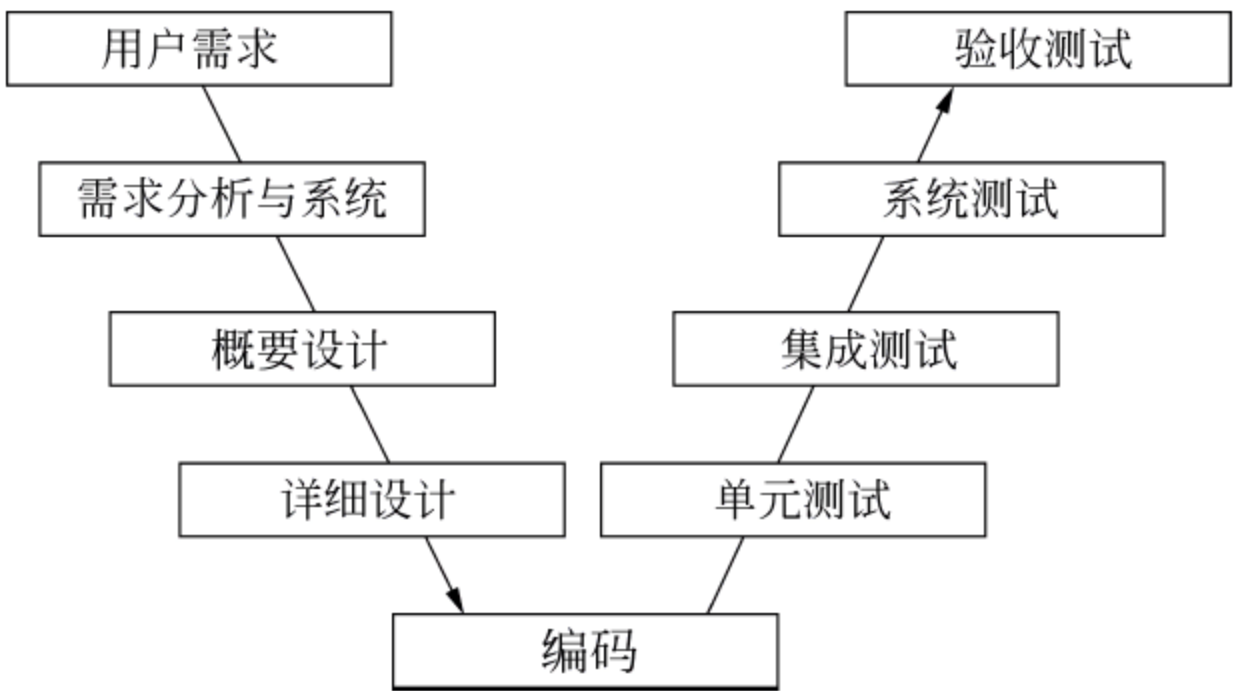 用户需求
验收测试
需求分析与系统
系统测试
概要设计
集成测试
详细设计
单元测试
编码